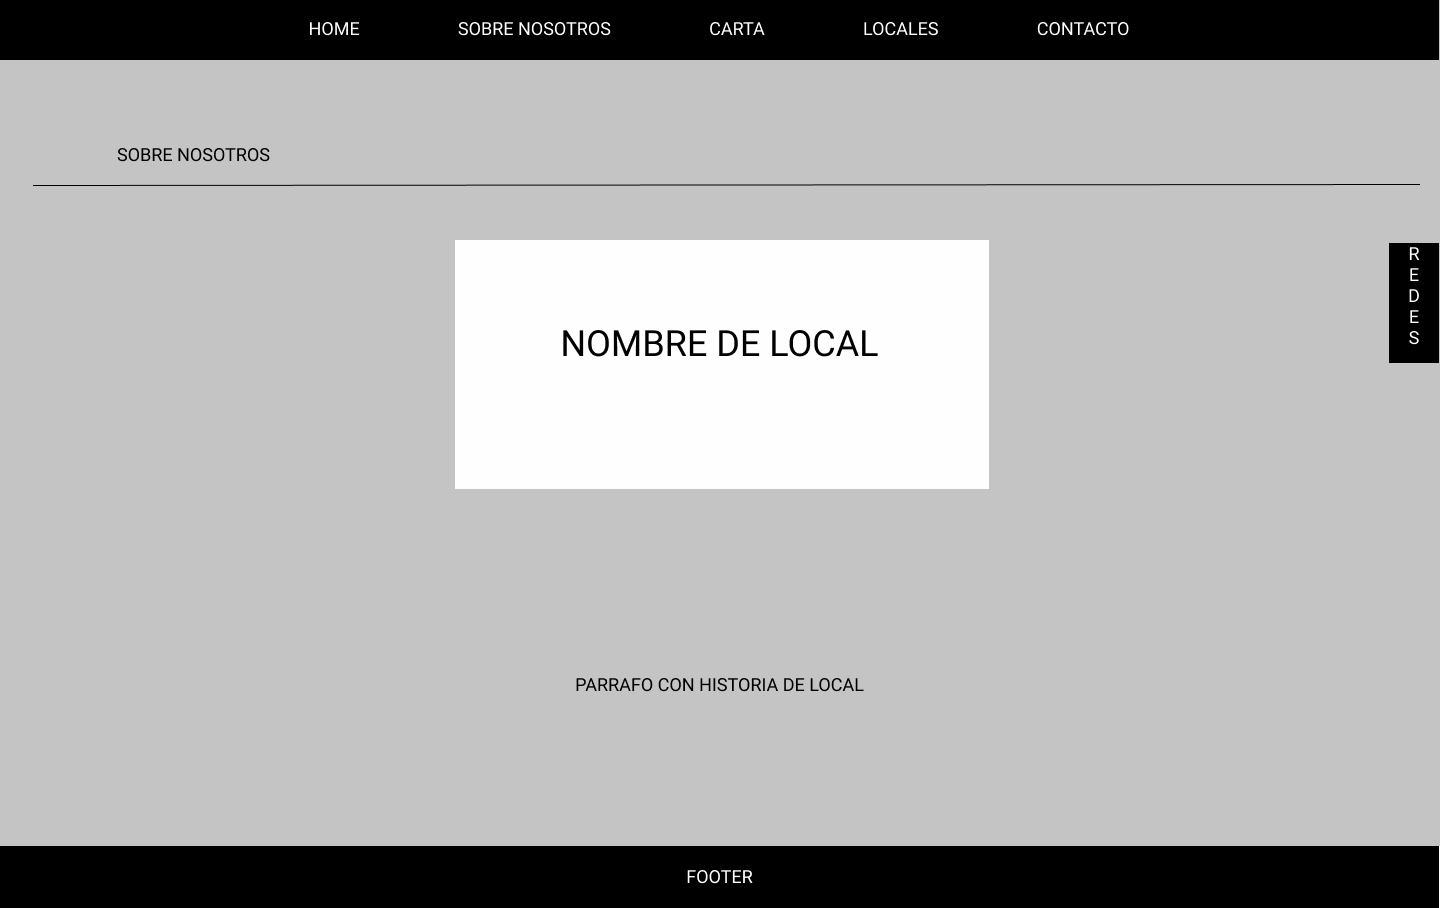 HOME SOBRE NOSOTROS CARTA LOCALES CONTACTO
SOBRE NOSOTROS
NOMBRE DE LOCAL
R
E
D
E
S
PARRAFO CON HISTORIA DE LOCAL
FOOTER